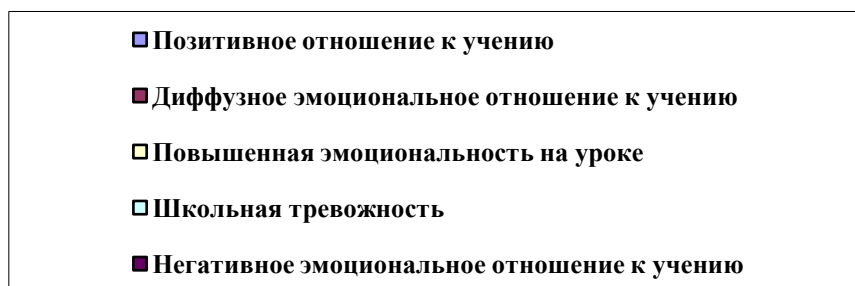 Позитивное отношение к учению
Диффузное эмоциональное отношение к учению
Повышенная эмоциональность на уроке
Школьная тревожность
Негативное эмоциональное отношение к учению